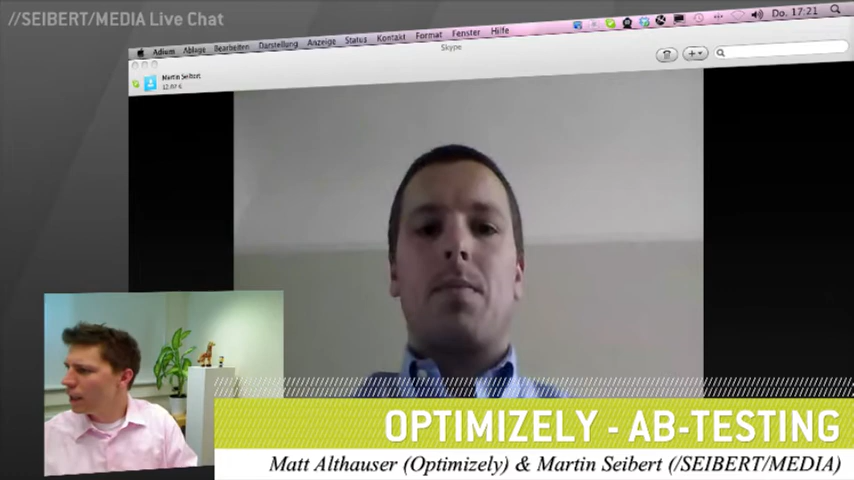 //SEIBERT/MEDIA Live Chat
Adium Ablage Bearbeiten Darstellung Anzeige Status Kontakt Format Fenster Hilfe
Do. 17:21
Skype
Martin Seibert
OPTIMIZELY - AB-TESTING
Matt Althauser (Optimizely) & Martin Seibert (/SEIBERT/MEDIA)